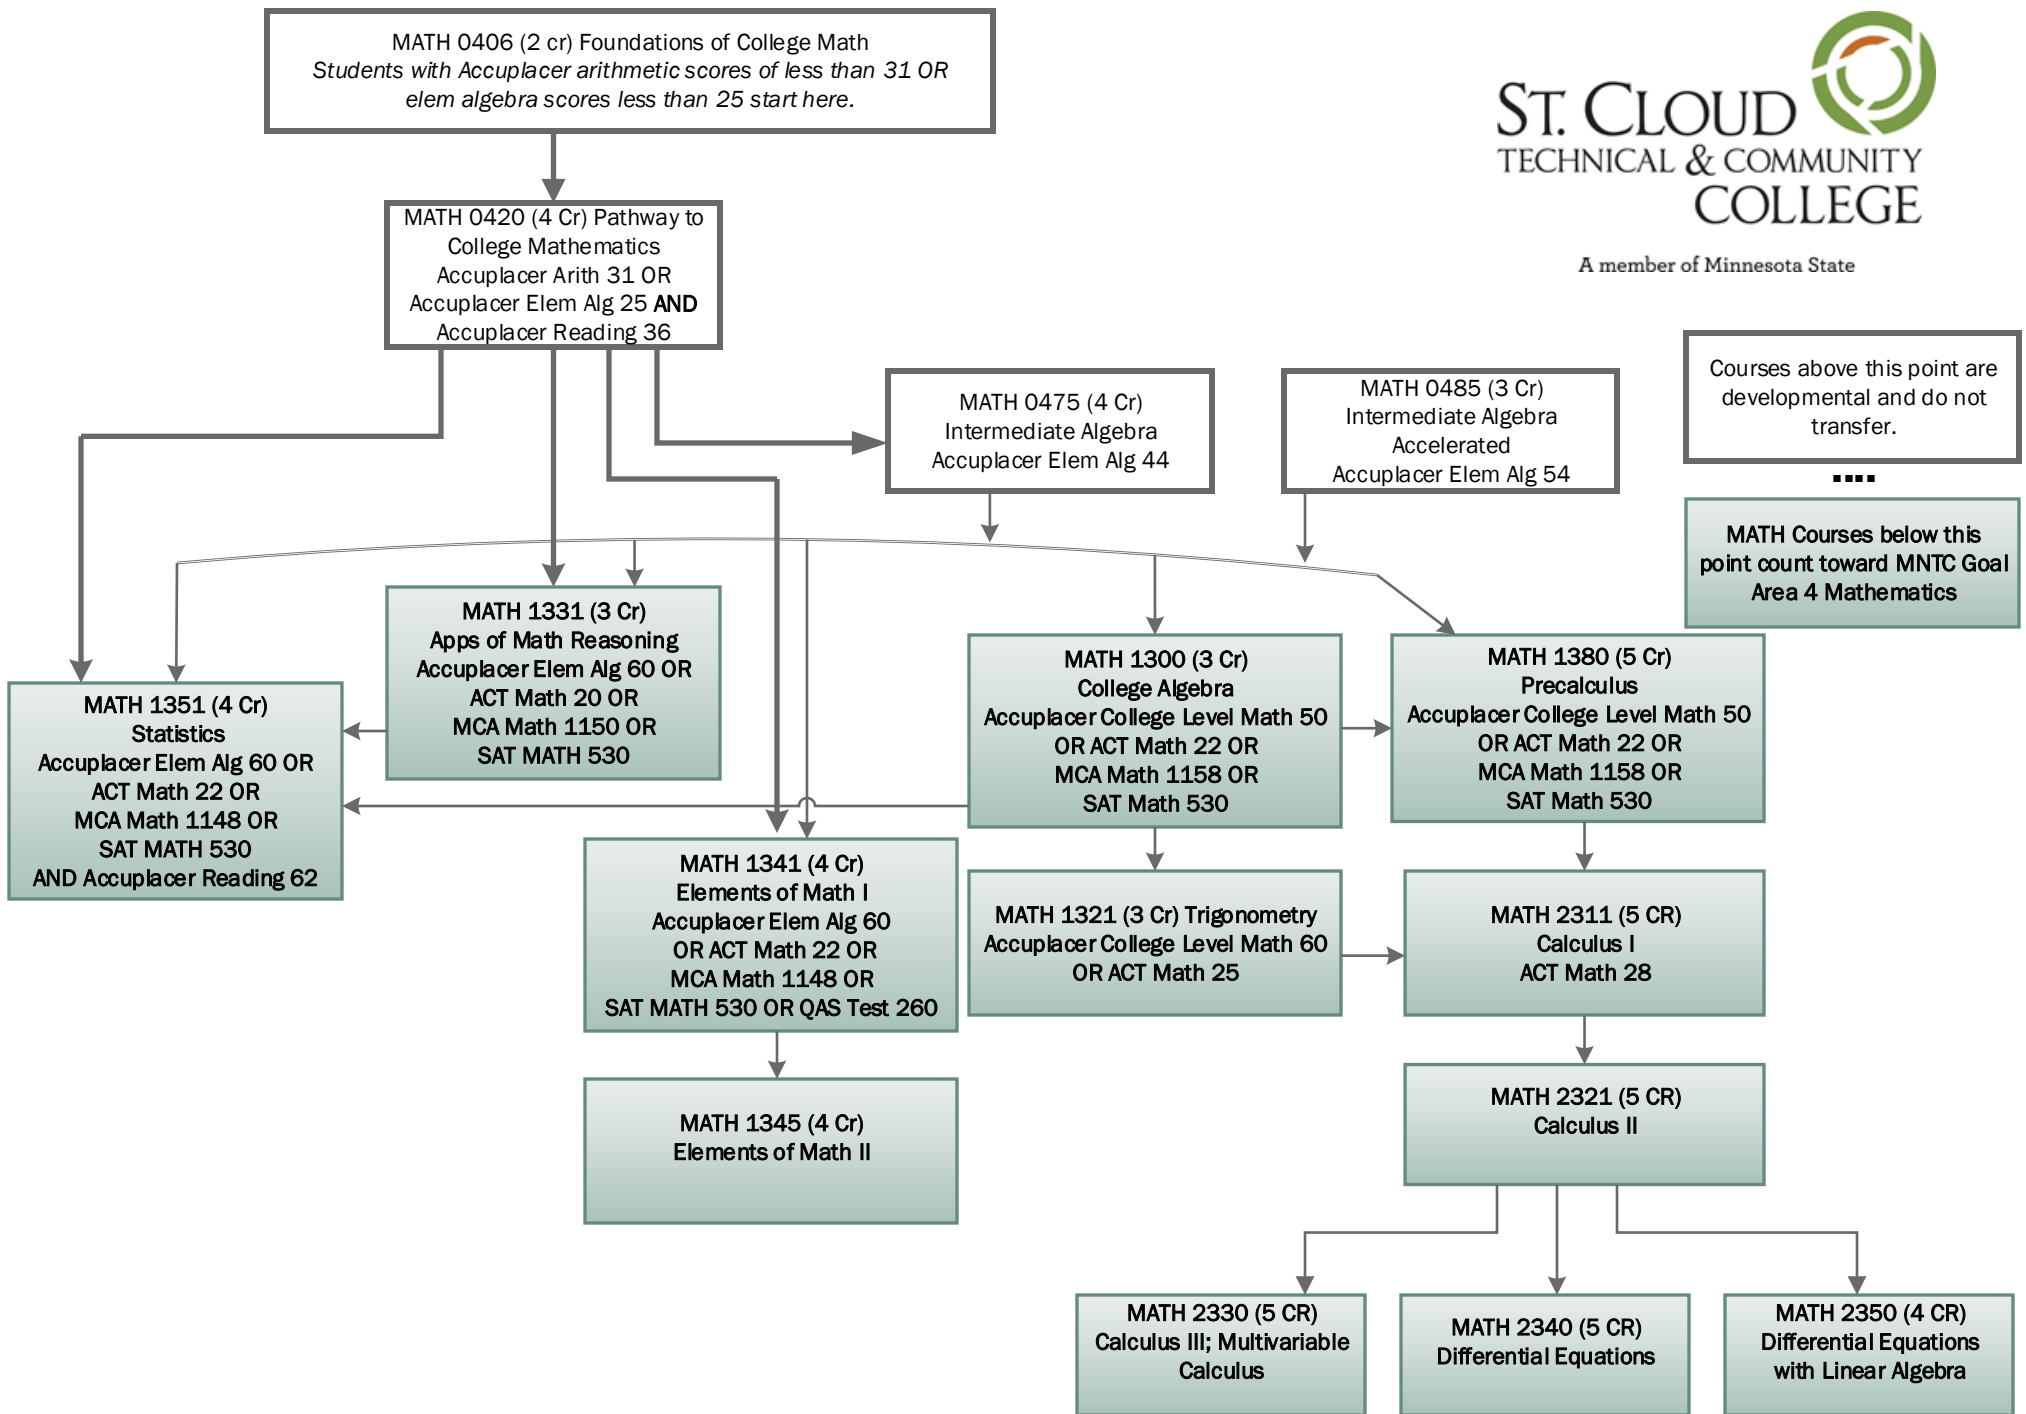 MATH 0406 (2 cr) Foundations of College Math
Students with Accuplacer arithmetic scores of less than 31 OR
elem algebra scores less than 25 start here.
ST. CLOUD
TECHNICAL & COMMUNITY
COLLEGE
A member of Minnesota State
MATH 0420 (4 Cr) Pathway to
College Mathematics
Accuplacer Arith 31 OR
Accuplacer Elem Alg 25 AND
Accuplacer Reading 36
MATH 0475 (4 Cr)
Intermediate Algebra
Accuplacer Elem Alg 44
MATH 0485 (3 Cr)
Intermediate Algebra
Accelerated
Accuplacer Elem Alg 54
Courses above this point are
developmental and do not
transfer.
....
MATH Courses below this
point count toward MNTC Goal
Area 4 Mathematics
MATH 1351 (4 Cr)
Statistics
Accuplacer Elem Alg 60 OR
ACT Math 22 OR
MCA Math 1148 OR
SAT MATH 530
AND Accuplacer Reading 62
MATH 1331 (3 Cr)
Apps of Math Reasoning
Accuplacer Elem Alg 60 OR
ACT Math 20 OR
MCA Math 1150 OR
SAT MATH 530
MATH 1300 (3 Cr)
College Algebra
Accuplacer College Level Math 50
OR ACT Math 22 OR
MCA Math 1158 OR
SAT Math 530
MATH 1380 (5 Cr)
Precalculus
Accuplacer College Level Math 50
OR ACT Math 22 OR
MCA Math 1158 OR
SAT Math 530
MATH 1341 (4 Cr)
Elements of Math I
Accuplacer Elem Alg 60
OR ACT Math 22 OR
MCA Math 1148 OR
SAT MATH 530 OR QAS Test 260
MATH 1321 (3 Cr) Trigonometry
Accuplacer College Level Math 60
OR ACT Math 25
MATH 2311 (5 CR)
Calculus I
ACT Math 28
MATH 1345 (4 Cr)
Elements of Math II
MATH 2321 (5 CR)
Calculus II
MATH 2330 (5 CR)
Calculus III; Multivariable
Calculus
MATH 2340 (5 CR)
Differential Equations
MATH 2350 (4 CR)
Differential Equations
with Linear Algebra